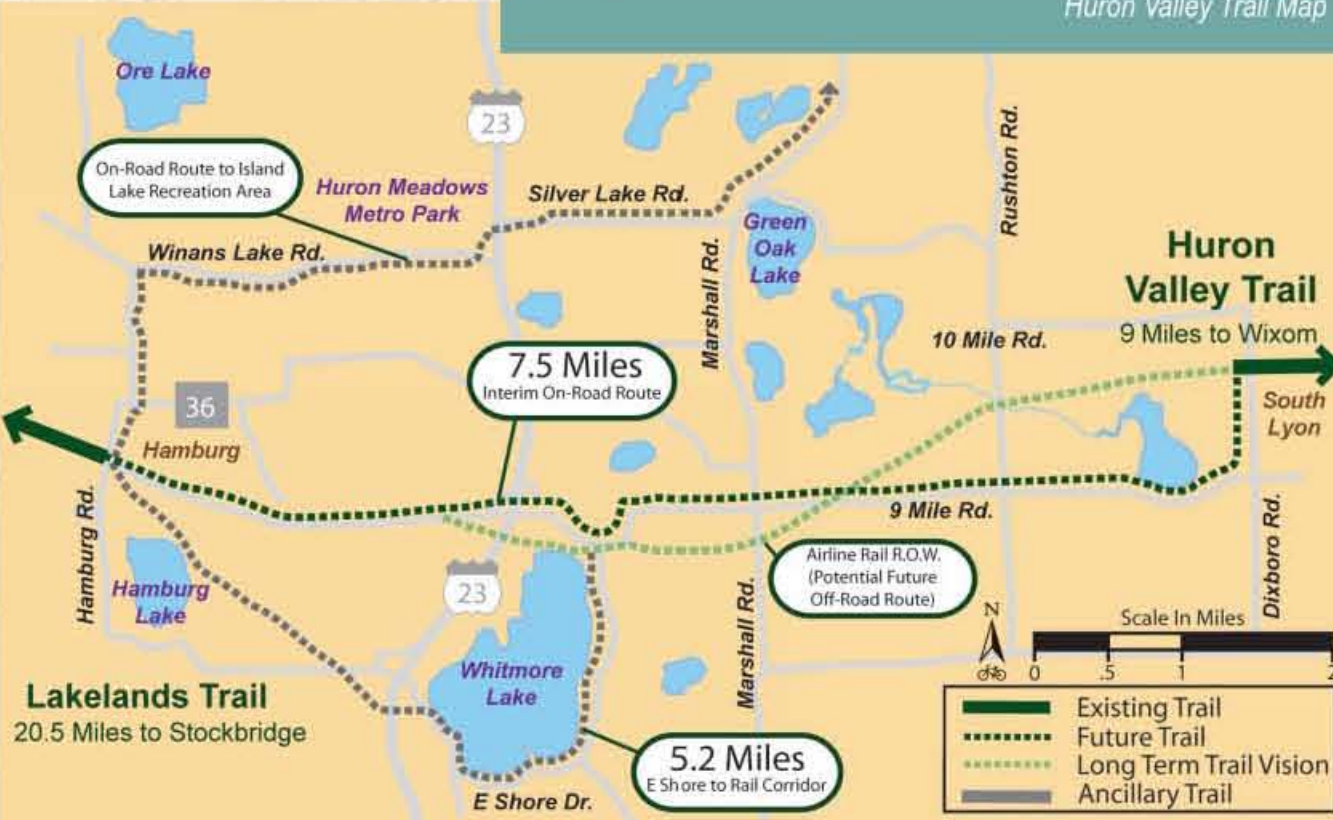 Huron Valley Trail Map
Ore Lake
23
On-Road Route to Island
Lake Recreation Area
Huron Meadows
Metro Park
Silver Lake Rd.
Rushton Rd.
Green
Oak
Lake
Winans Lake Rd.
Marshall Rd.
Huron
Valley Trail
9 Miles to Wixom
10 Mile Rd.
7.5 Miles
Interim On-Road Route
36
Hamburg
South
Lyon
Hamburg Rd.
9 Mile Rd.
Dixboro Rd.
Airline Rail R.O.W.
(Potential Future
Off-Road Route)
Hamburg
Lake
23
Marshall Rd.
N
Scale In Miles
0 .5 1 2
Whitmore
Lake
Lakelands Trail
20.5 Miles to Stockbridge
5.2 Miles
E Shore to Rail Corridor
E Shore Dr.
Existing Trail
Future Trail
Long Term Trail Vision
Ancillary Trail